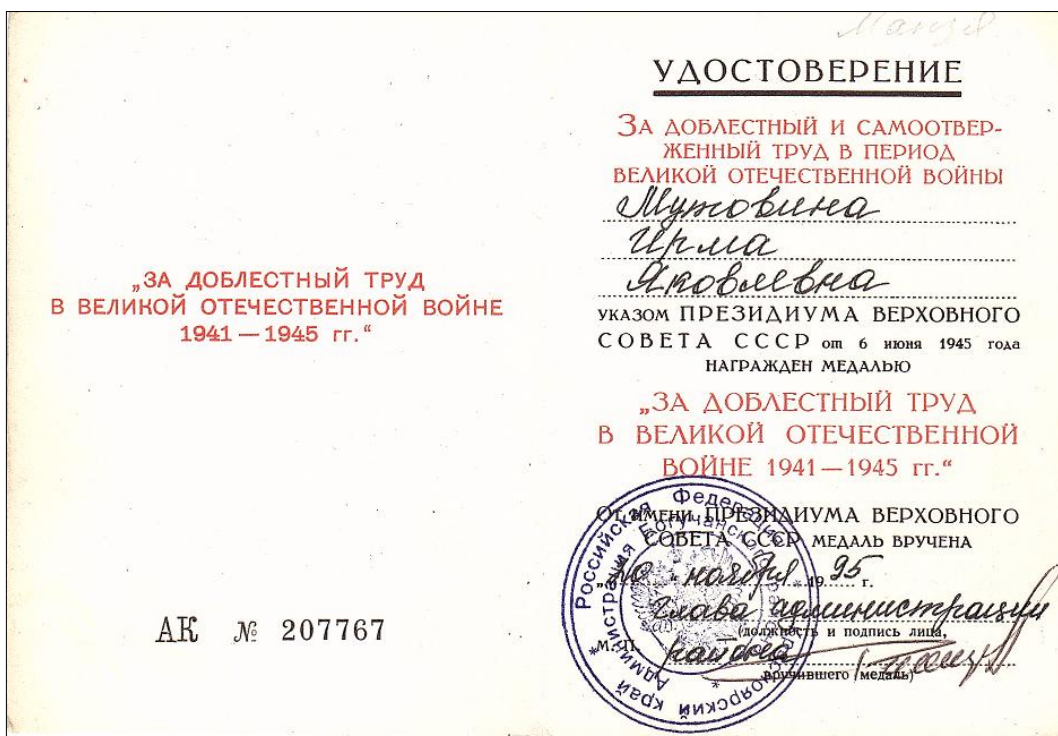 „ЗА ДОБЛЕСТНЫЙ ТРУД
В ВЕЛИКОЙ ОТЕЧЕСТВЕННОЙ ВОЙНЕ
1941—1945 гг.“
АК № 207767
УДОСТОВЕРЕНИЕ
ЗА ДОБЛЕСТНЫЙ И САМООТВЕР-
ЖЕННЫЙ ТРУД В ПЕРИОД
ВЕЛИКОЙ ОТЕЧЕСТВЕННОЙ ВОЙНЫ
Мутовина
Ирма
Яковлевна
УКАЗОМ ПРЕЗИДИУМА ВЕРХОВНОГО
СОВЕТА СССР от 6 июня 1945 года
НАГРАЖДЕН МЕДАЛЬЮ
„ЗА ДОБЛЕСТНЫЙ ТРУД
В ВЕЛИКОЙ ОТЕЧЕСТВЕННОЙ
ВОЙНЕ 1941—1945 гг.“
ОТ ИМЕНИ ПРЕЗИДИУМА ВЕРХОВНОГО
СОВЕТА СССР МЕДАЛЬ ВРУЧЕНА
ноября 1995 г.
Глава администрации
(должность и подпись лица,
М. П. района
вручившего медаль)
Российская Федерация
Красноярский край
Администрация Богучанского района